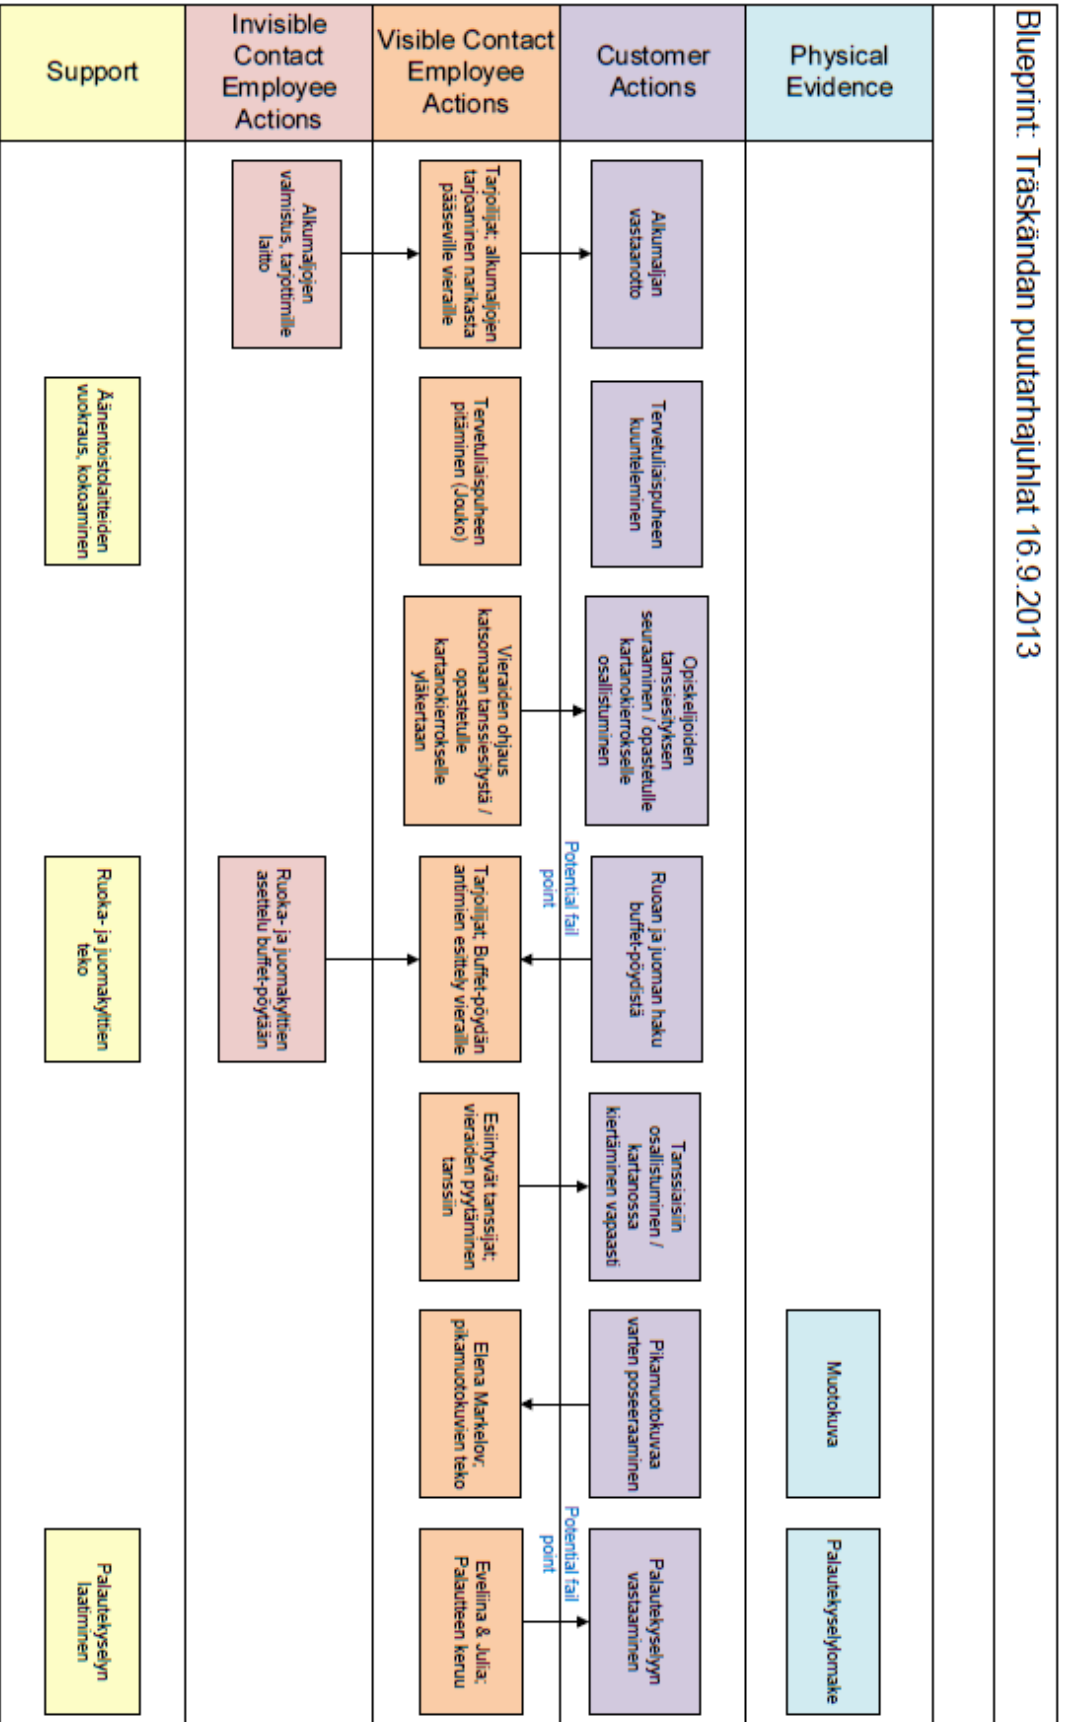 Blueprint: Träskändan puutarhajuhlat 16.9.2013
Physical
Evidence
Muotokuva
Palautekyselylomake
Customer
Actions
Alkumaljan
vastaanotto
Tervetuliaispuheen
kuunteleminen
Opiskelijoiden
tanssiesityksen
seuraaminen / opastetulle
kartanokierrokselle
osallistuminen
Ruoan ja juoman haku
buffet-pöydistä
Tanssiaisiin
osallistuminen /
kartanossa
kiertäminen vapaasti
Pikamuotokuvaa
varten poseeraaminen
Palautekyselyyn
vastaaminen
Potential fail
point
Potential fail
point
Visible Contact
Employee
Actions
Tarjoilijat; alkumaljojen
tarjoaminen narikasta
pääseville vieraille
Tervetuliaispuheen
pitäminen (Jouko)
Vieraiden ohjaus
katsomaan tanssiesitystä /
opastetulle
kartanokierrokselle
yläkertaan
Tarjoilijat; Buffet-pöydän
antimien esittely vieraille
Esiintyvät tanssijat;
vieraiden pyytäminen
tanssiin
Elena Markelov;
pikamuotokuvien teko
Eveliina & Julia;
Palautteen keruu
Invisible
Contact
Employee
Actions
Alkumaljojen
valmistus, tarjottimille
laitto
Ruoka- ja juomakylttien
asettelu buffet-pöytään
Support
Äänentoistolaitteiden
vuokraus, kokoaminen
Ruoka- ja juomakylttien
teko
Palautekyselyn
laatiminen